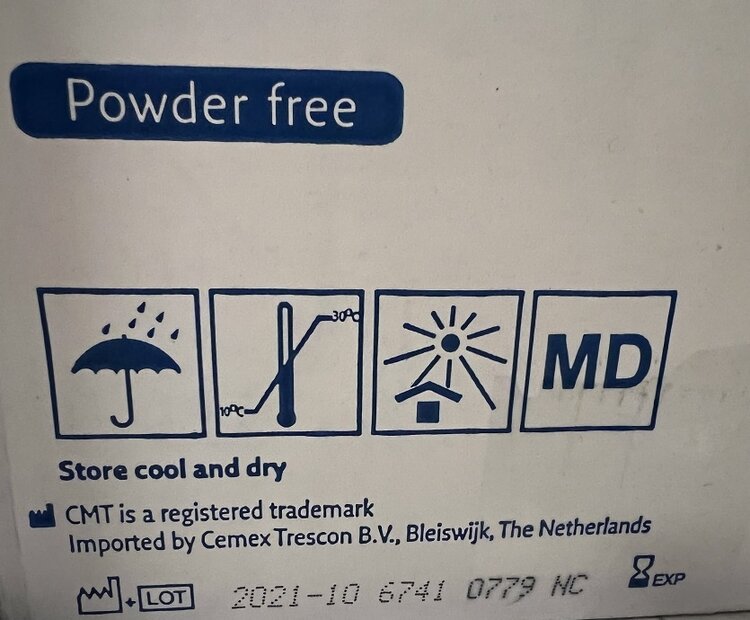 Powder free
30°C
10°C
MD
Store cool and dry
CMT is a registered trademark
Imported by Cemex Trescon B.V., Bleiswijk, The Netherlands
+ LOT 2021-10 6741 0779 NC EXP